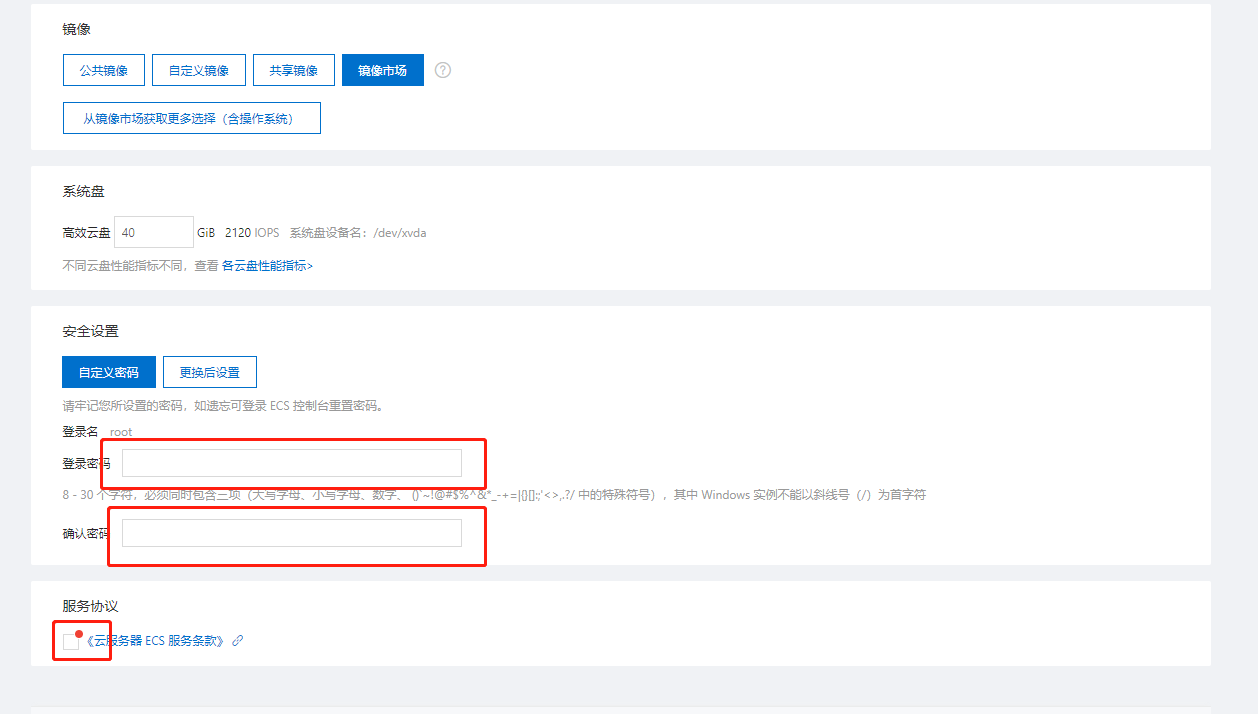 镜像
公共镜像 自定义镜像 共享镜像 镜像市场 ?
从镜像市场获取更多选择（含操作系统）
系统盘
高效云盘 40 GiB 2120 IOPS 系统盘设备名：/dev/xvda
不同云盘性能指标不同，查看 各云盘性能指标>
安全设置
自定义密码 更换后设置
请牢记您所设置的密码，如遗忘可登录 ECS 控制台重置密码。
登录名 root
登录密码
8 - 30 个字符，必须同时包含三项（大写字母、小写字母、数字、 ()`~!@#$%^&*_-+=|{}[]:;'<>,.?/ 中的特殊符号），其中 Windows 实例不能以斜线号（/）为首字符
确认密码
服务协议
《云服务器 ECS 服务条款》